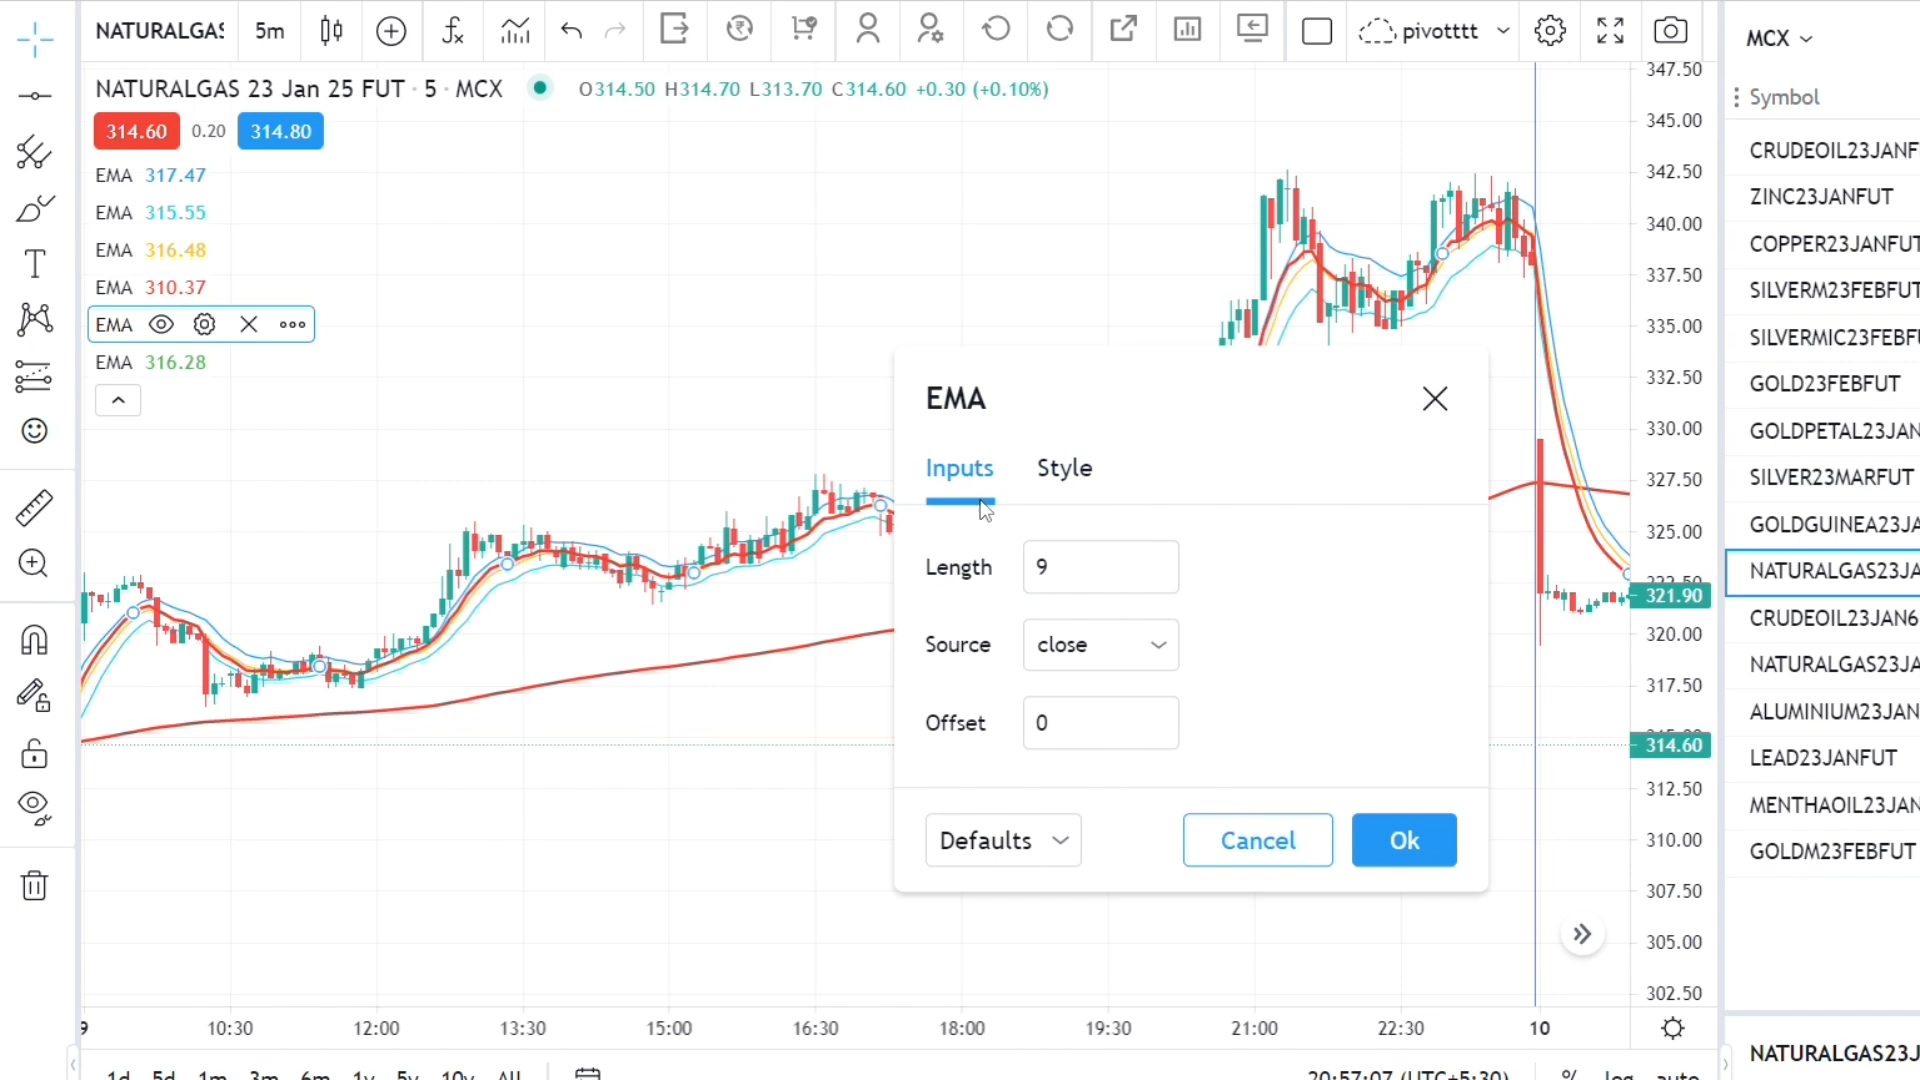 NATURALGAS 5m pivotttt MCX
NATURALGAS 23 Jan 25 FUT · 5 · MCX O314.50 H314.70 L313.70 C314.60 +0.30 (+0.10%)
314.60 0.20 314.80
EMA 317.47
EMA 315.55
EMA 316.48
EMA 310.37
EMA
EMA 316.28
EMA
Inputs Style
Length 9
Source close
Offset 0
Defaults Cancel Ok
347.50
345.00
342.50
340.00
337.50
335.00
332.50
330.00
327.50
325.00
322.50
321.90
320.00
317.50
314.60
312.50
310.00
307.50
305.00
302.50
9 10:30 12:00 13:30 15:00 16:30 18:00 19:30 21:00 22:30 10
1d 5d 1m 3m 6m 1y 5y 10y All 20:57:07 (UTC+5:30) % log auto
Symbol
CRUDEOIL23JANF
ZINC23JANFUT
COPPER23JANFUT
SILVERM23FEBFUT
SILVERMIC23FEBFU
GOLD23FEBFUT
GOLDPETAL23JAN
SILVER23MARFUT
GOLDGUINEA23JA
NATURALGAS23JA
CRUDEOIL23JAN6
NATURALGAS23JA
ALUMINIUM23JAN
LEAD23JANFUT
MENTHAOIL23JAN
GOLDM23FEBFUT
NATURALGAS23J